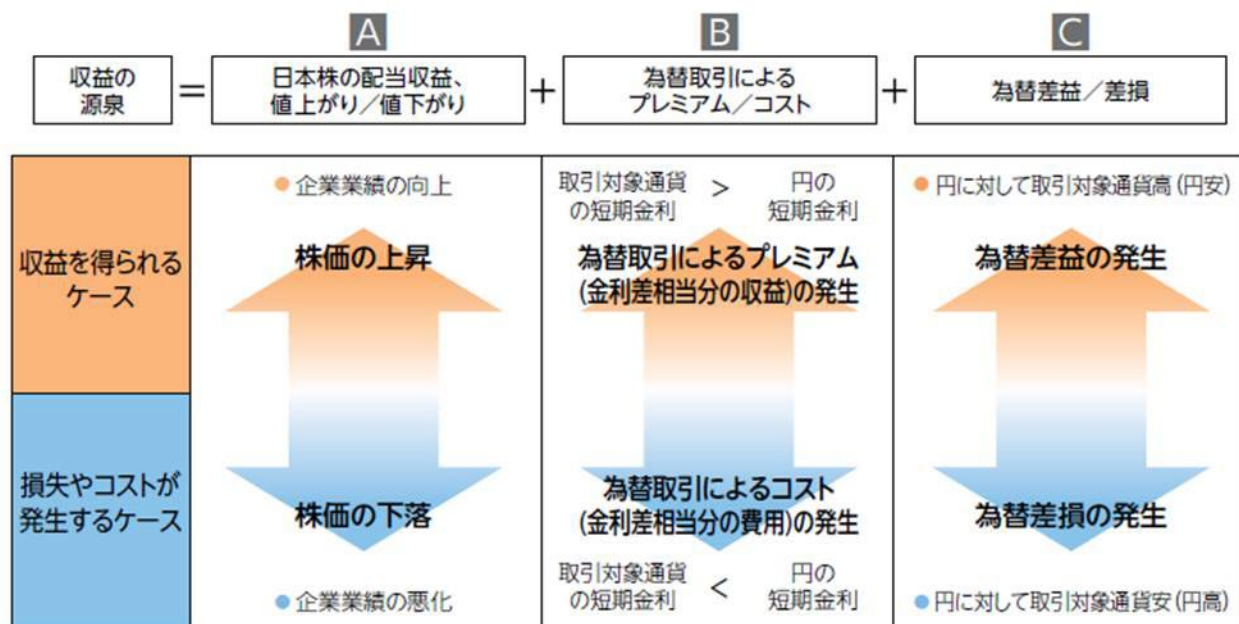 A
B
C
収益の
源泉
=
日本株の配当収益、
値上がり／値下がり
+
為替取引による
プレミアム／コスト
+
為替差益／差損
収益を得られる
ケース
●企業業績の向上
株価の上昇
取引対象通貨
の短期金利
>
円の
短期金利
為替取引によるプレミアム
(金利差相当分の収益)の発生
●円に対して取引対象通貨高(円安)
為替差益の発生
損失やコストが
発生するケース
株価の下落
●企業業績の悪化
為替取引によるコスト
(金利差相当分の費用)の発生
取引対象通貨
の短期金利
<
円の
短期金利
為替差損の発生
●円に対して取引対象通貨安(円高)